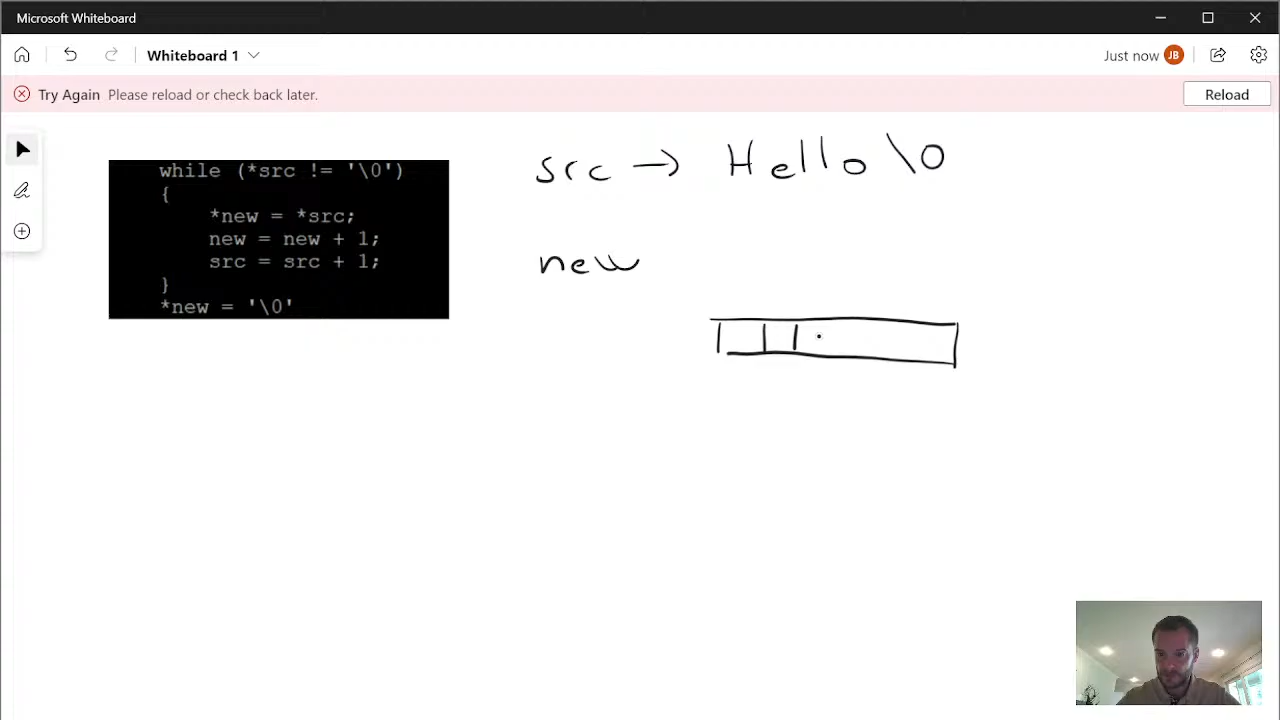 Microsoft Whiteboard
Whiteboard 1
Just now JB
Try Again Please reload or check back later.
Reload
while (*src != '\0')
{
*new = *src;
new = new + 1;
src = src + 1;
}
*new = '\0'
src → Hello \0
new